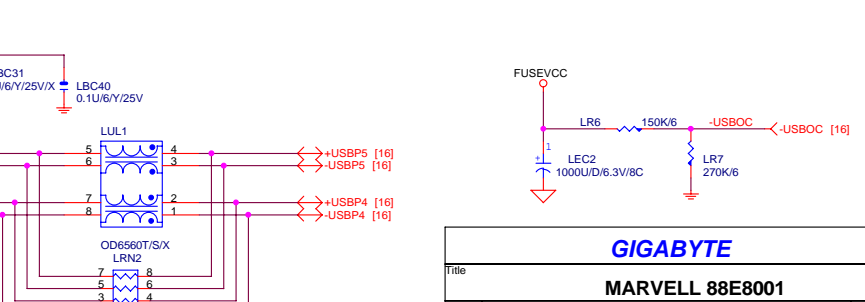 BC31
U/6/Y/25V/X
LBC40
0.1U/6/Y/25V
LUL1
5 4
6 3
7 2
8 1
+USBP5 [16]
-USBP5 [16]
+USBP4 [16]
-USBP4 [16]
OD6560T/S/X
LRN2
7 8
5 6
3 4
FUSEVCC
LR6 150K/6 -USBOC -USBOC [16]
1
+
LEC2
1000U/D/6.3V/8C
LR7
270K/6
GIGABYTE
Title
MARVELL 88E8001